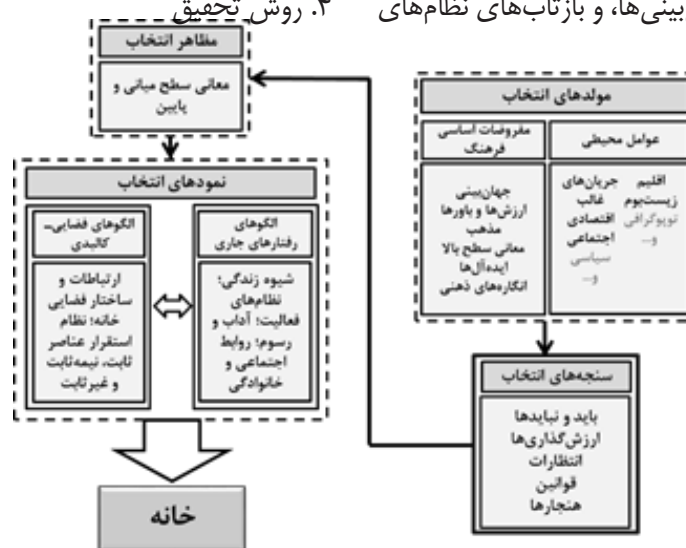 ۲. روش تحقیق
بینی‌ها، و بازتاب‌های نظام‌های
مولدهای انتخاب
عوامل محیطی
اقلیم
زیست‌بوم
توپوگرافی
و...
جریان‌های
غالب
اقتصادی
اجتماعی
سیاسی
و...
مفروضات اساسی
فرهنگ
جهان‌بینی
ارزش‌ها و باورها
مذهب
معانی سطح بالا
ایده‌آل‌ها
انگاره‌های ذهنی
سنجه‌های انتخاب
باید و نبایدها
ارزش‌گذاری‌ها
انتظارات
قوانین
هنجارها
مظاهر انتخاب
معانی سطح میانی و
پایین
نمودهای انتخاب
الگوهای
رفتارهای جاری
شیوه زندگی؛
نظام‌های
فعالیت؛ آداب و
رسوم؛ روابط
اجتماعی و
خانوادگی
الگوهای فضایی‌ـ
کالبدی
ارتباطات و
ساختار فضایی
خانه؛ نظام
استقرار عناصر
ثابت، نیمه‌ثابت
و غیرثابت
خانه